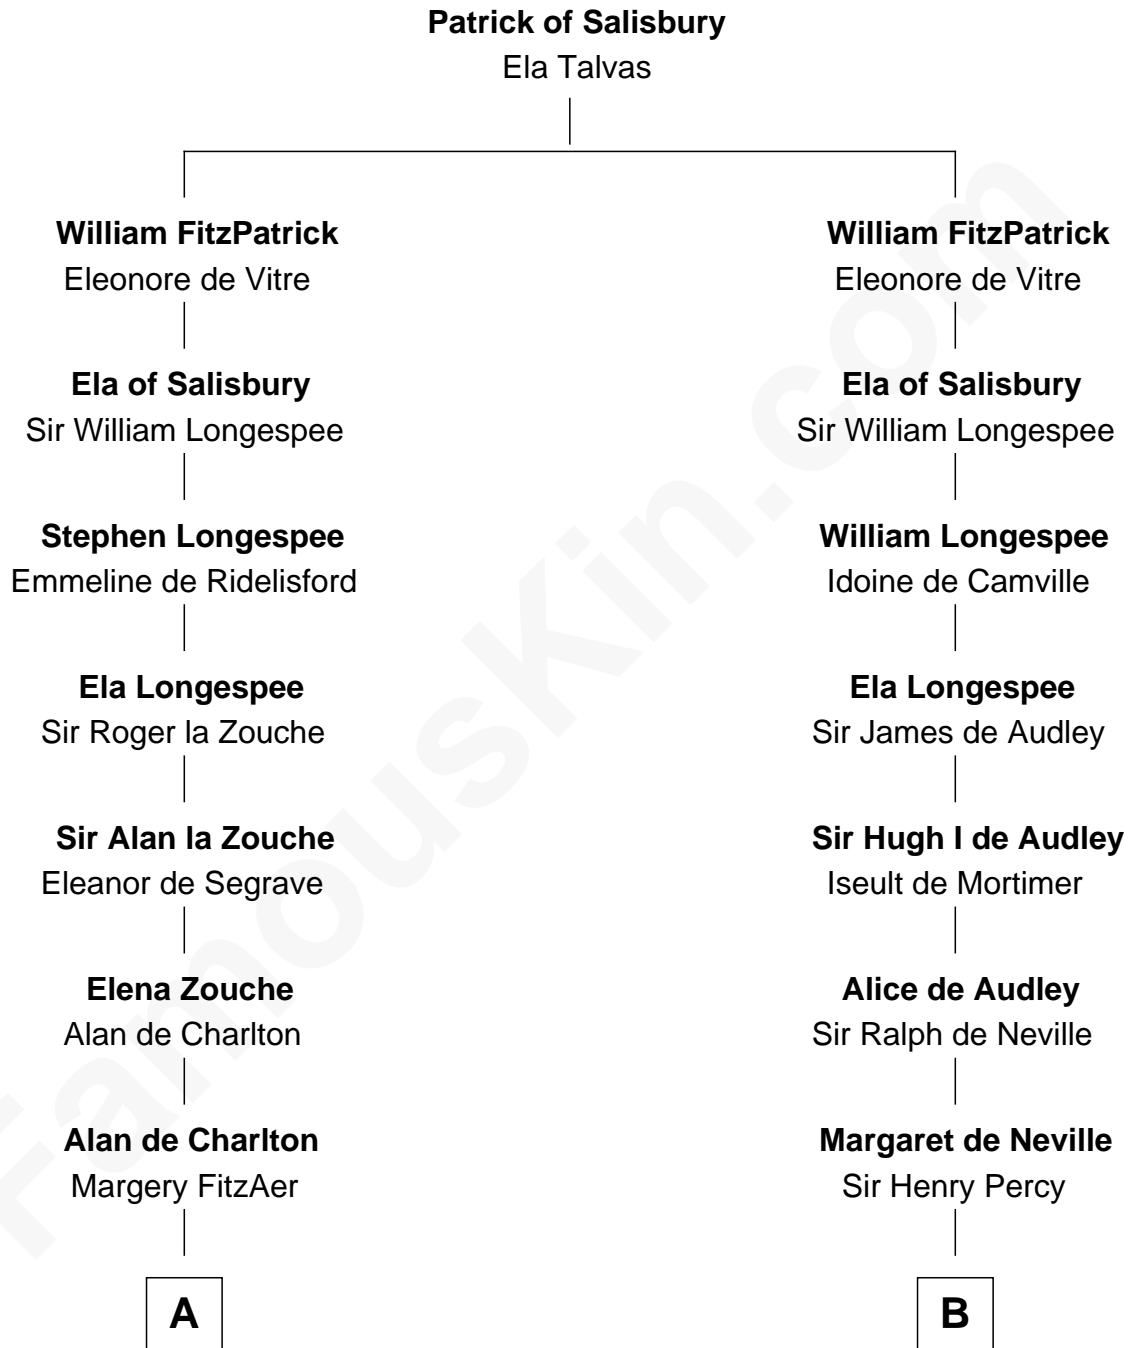 Patrick of Salisbury
Ela Talvas
William FitzPatrick
Eleonore de Vitre
Ela of Salisbury
Sir William Longespee
Stephen Longespee
Emmeline de Ridelisford
Ela Longespee
Sir Roger la Zouche
Sir Alan la Zouche
Eleanor de Segrave
Elena Zouche
Alan de Charlton
Alan de Charlton
Margery FitzAer
A
William FitzPatrick
Eleonore de Vitre
Ela of Salisbury
Sir William Longespee
William Longespee
Idoine de Camville
Ela Longespee
Sir James de Audley
Sir Hugh I de Audley
Iseult de Mortimer
Alice de Audley
Sir Ralph de Neville
Margaret de Neville
Sir Henry Percy
B
FamousKin.com